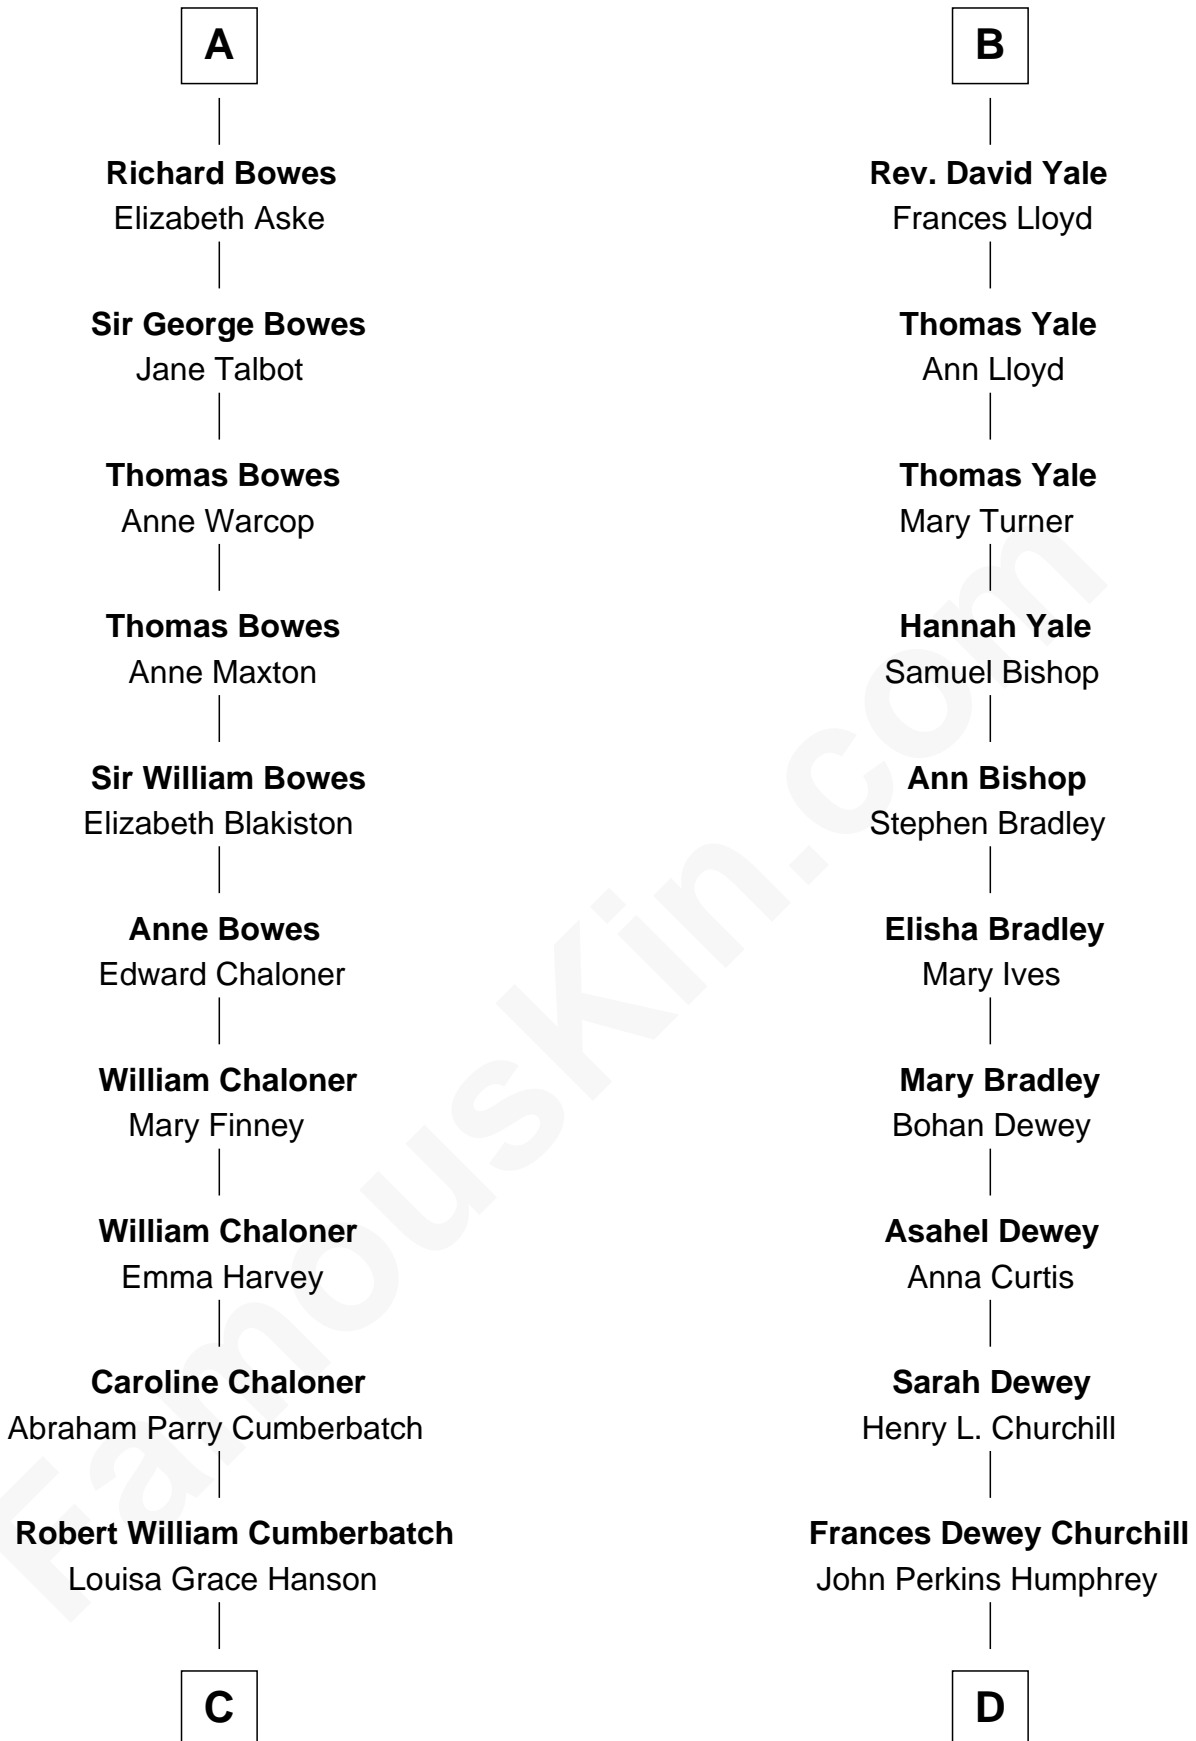 A
Richard Bowes
Elizabeth Aske
Sir George Bowes
Jane Talbot
Thomas Bowes
Anne Warcop
Thomas Bowes
Anne Maxton
Sir William Bowes
Elizabeth Blakiston
Anne Bowes
Edward Chaloner
William Chaloner
Mary Finney
William Chaloner
Emma Harvey
Caroline Chaloner
Abraham Parry Cumberbatch
Robert William Cumberbatch
Louisa Grace Hanson
C
B
Rev. David Yale
Frances Lloyd
Thomas Yale
Ann Lloyd
Thomas Yale
Mary Turner
Hannah Yale
Samuel Bishop
Ann Bishop
Stephen Bradley
Elisha Bradley
Mary Ives
Mary Bradley
Bohan Dewey
Asahel Dewey
Anna Curtis
Sarah Dewey
Henry L. Churchill
Frances Dewey Churchill
John Perkins Humphrey
D
FamousKin.com